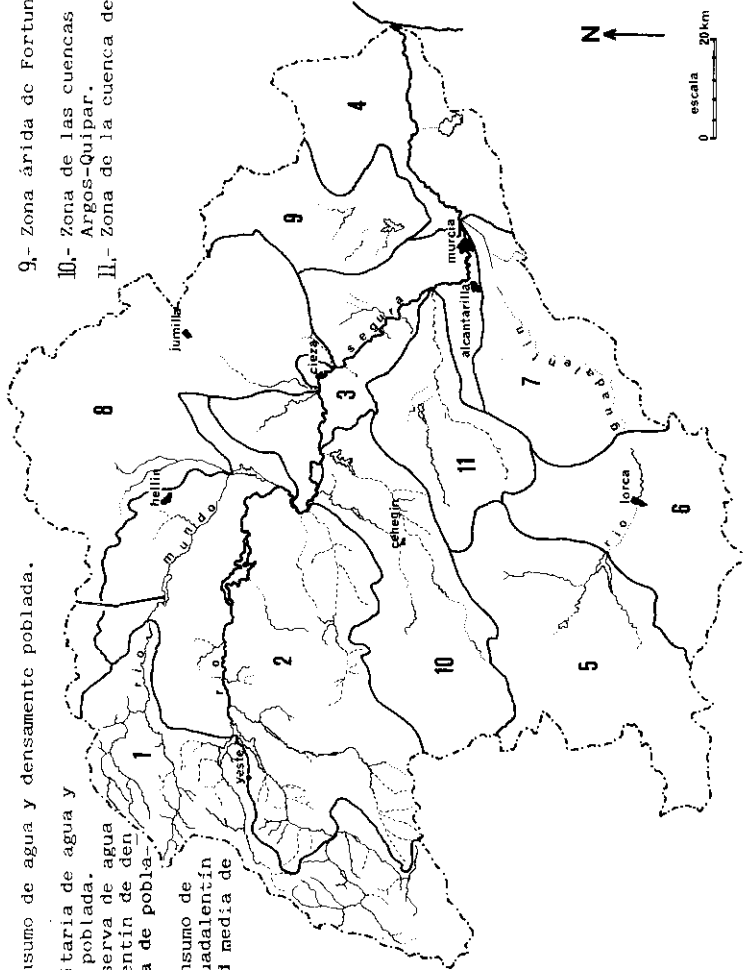 nsumo de agua y densamente poblada.
itaria de agua y
poblada.
serva de agua
entín de den
a de pobla-
nsumo de
uadalentín
d media de
9.- Zona árida de Fortun
10.- Zona de las cuencas
Argos-Quipar.
11.- Zona de la cuenca de
1
2
3
4
5
6
7
8
9
10
11
río mundo
río segura
río guadalentín
yeste
hellín
jumilla
cieza
cehegín
murcia
alcantarilla
lorca
N
escala
0 20 km